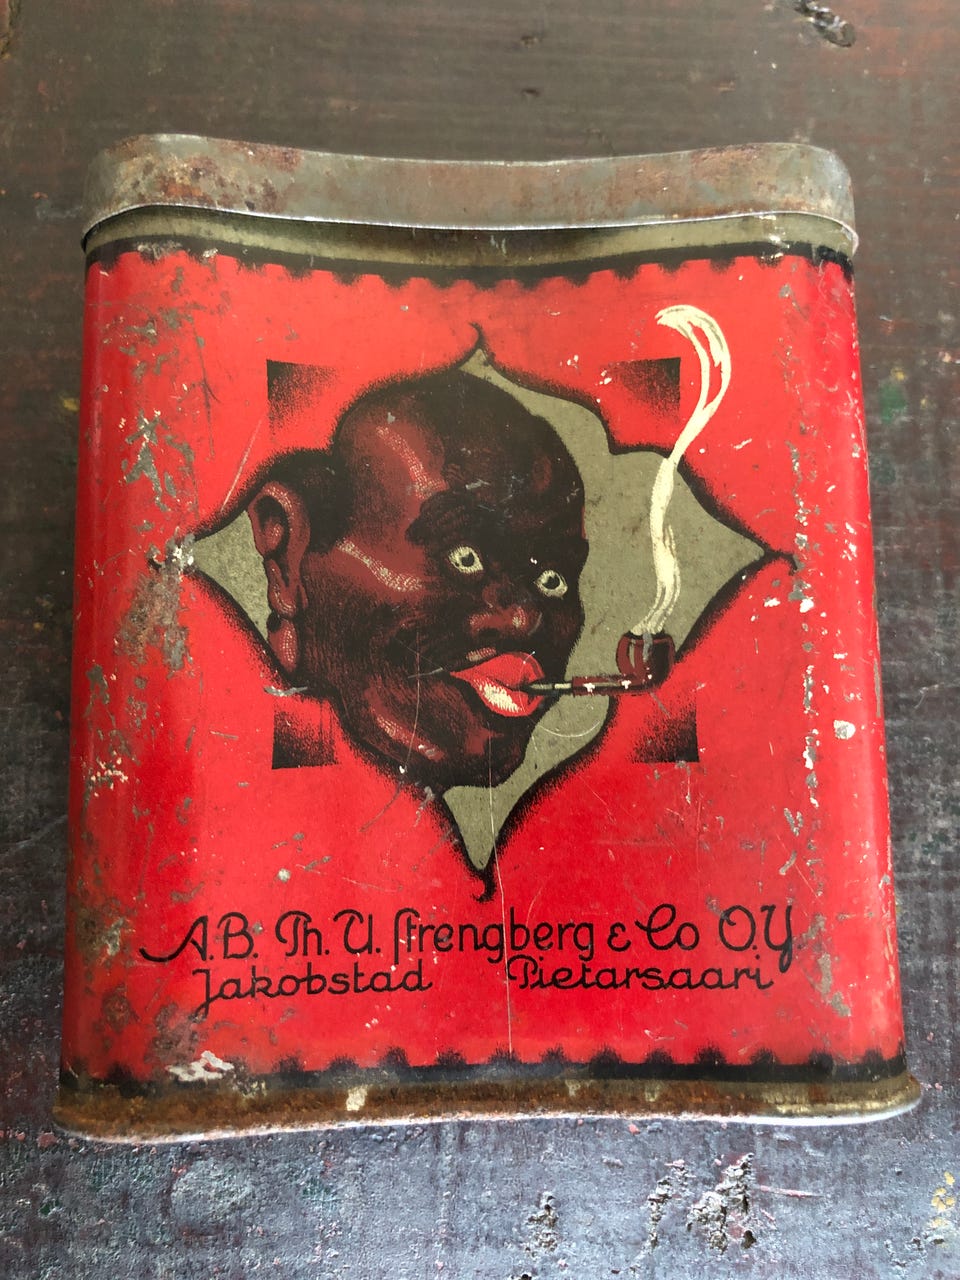 A.B. Ph. U. Strengberg & Co O.Y.
Jakobstad Pietarsaari